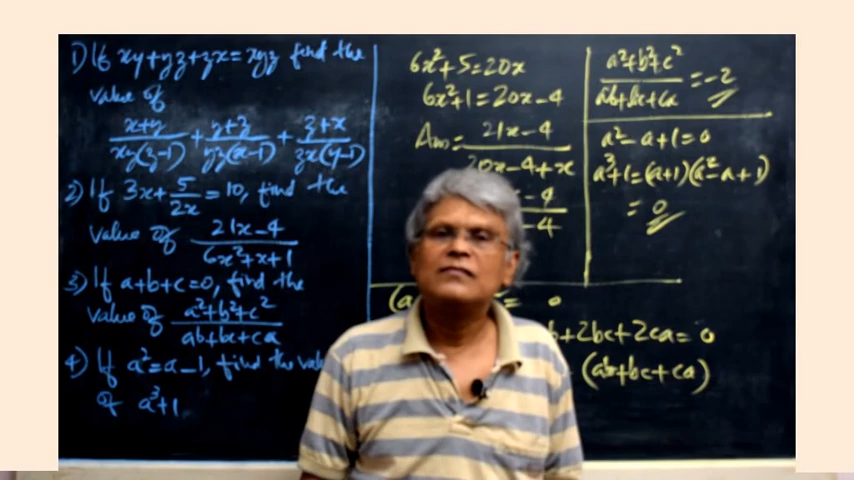 1) If xy+yz+zx=xyz find the
value of
x+y/xy(z-1) + y+z/yz(x-1) + z+x/zx(y-1)
2) If 3x+5/2x=10, find the
value of 21x-4/6x²+x+1
3) If a+b+c=0, find the
value of a²+b²+c²/ab+bc+ca
4) If a²=a-1, find the
of a³+1
6x²+5=20x
6x²+1=20x-4
Ans= 21x-4/20x-4+x
-4/-4
(a = 0
+2bc+2ca=0
(ab+bc+ca)
a²+b²+c²/ab+bc+ca=-2
a²-a+1=0
a³+1=(a+1)(a²-a+1)
=0